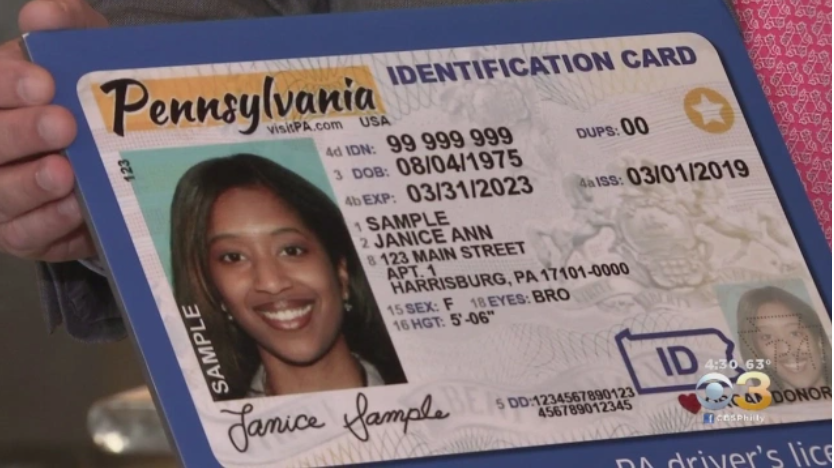 Pennsylvania
visitPA.com USA
IDENTIFICATION CARD
123
4d IDN: 99 999 999
DUPS: 00
3 DOB: 08/04/1975
4b EXP: 03/31/2023
4a ISS: 03/01/2019
1 SAMPLE
2 JANICE ANN
8 123 MAIN STREET
APT. 1
HARRISBURG, PA 17101-0000
15 SEX: F 18 EYES: BRO
16 HGT: 5'-06"
SAMPLE
ID
Janice Sample
5 DD: 1234567890123
456789012345
DONOR
4:30 63°
3
CBSPhilly
PA driver's lice